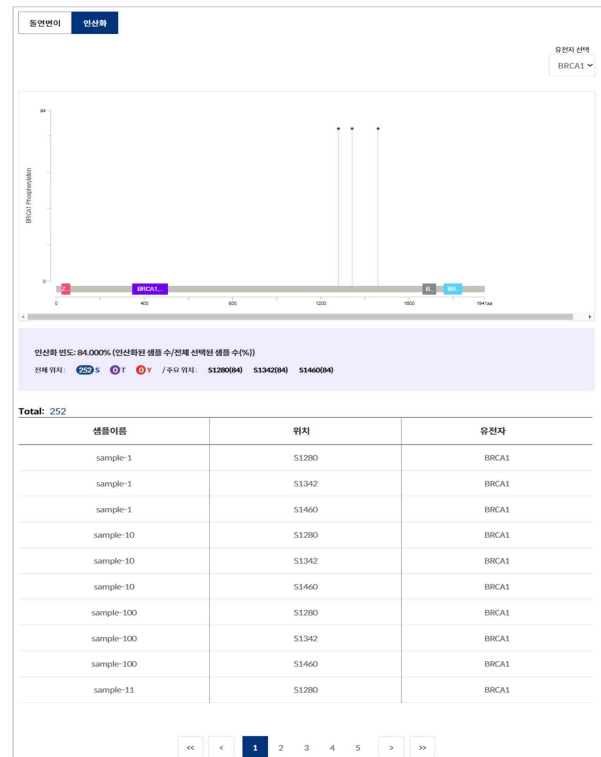 돌연변이 인산화
유전자 선택
BRCA1
84
BRCA1 Phosphorylation
0
Z.. BRCA1,... B.. BR..
0 400 800 1200 1600 1941aa
인산화 빈도: 84.000% (인산화된 샘플 수/전체 선택된 샘플 수(%))
전체 위치 : 252 S 0 T 0 Y / 주요 위치 : S1280(84) S1342(84) S1460(84)
Total: 252
샘플이름 위치 유전자
sample-1 S1280 BRCA1
sample-1 S1342 BRCA1
sample-1 S1460 BRCA1
sample-10 S1280 BRCA1
sample-10 S1342 BRCA1
sample-10 S1460 BRCA1
sample-100 S1280 BRCA1
sample-100 S1342 BRCA1
sample-100 S1460 BRCA1
sample-11 S1280 BRCA1
<< < 1 2 3 4 5 > >>